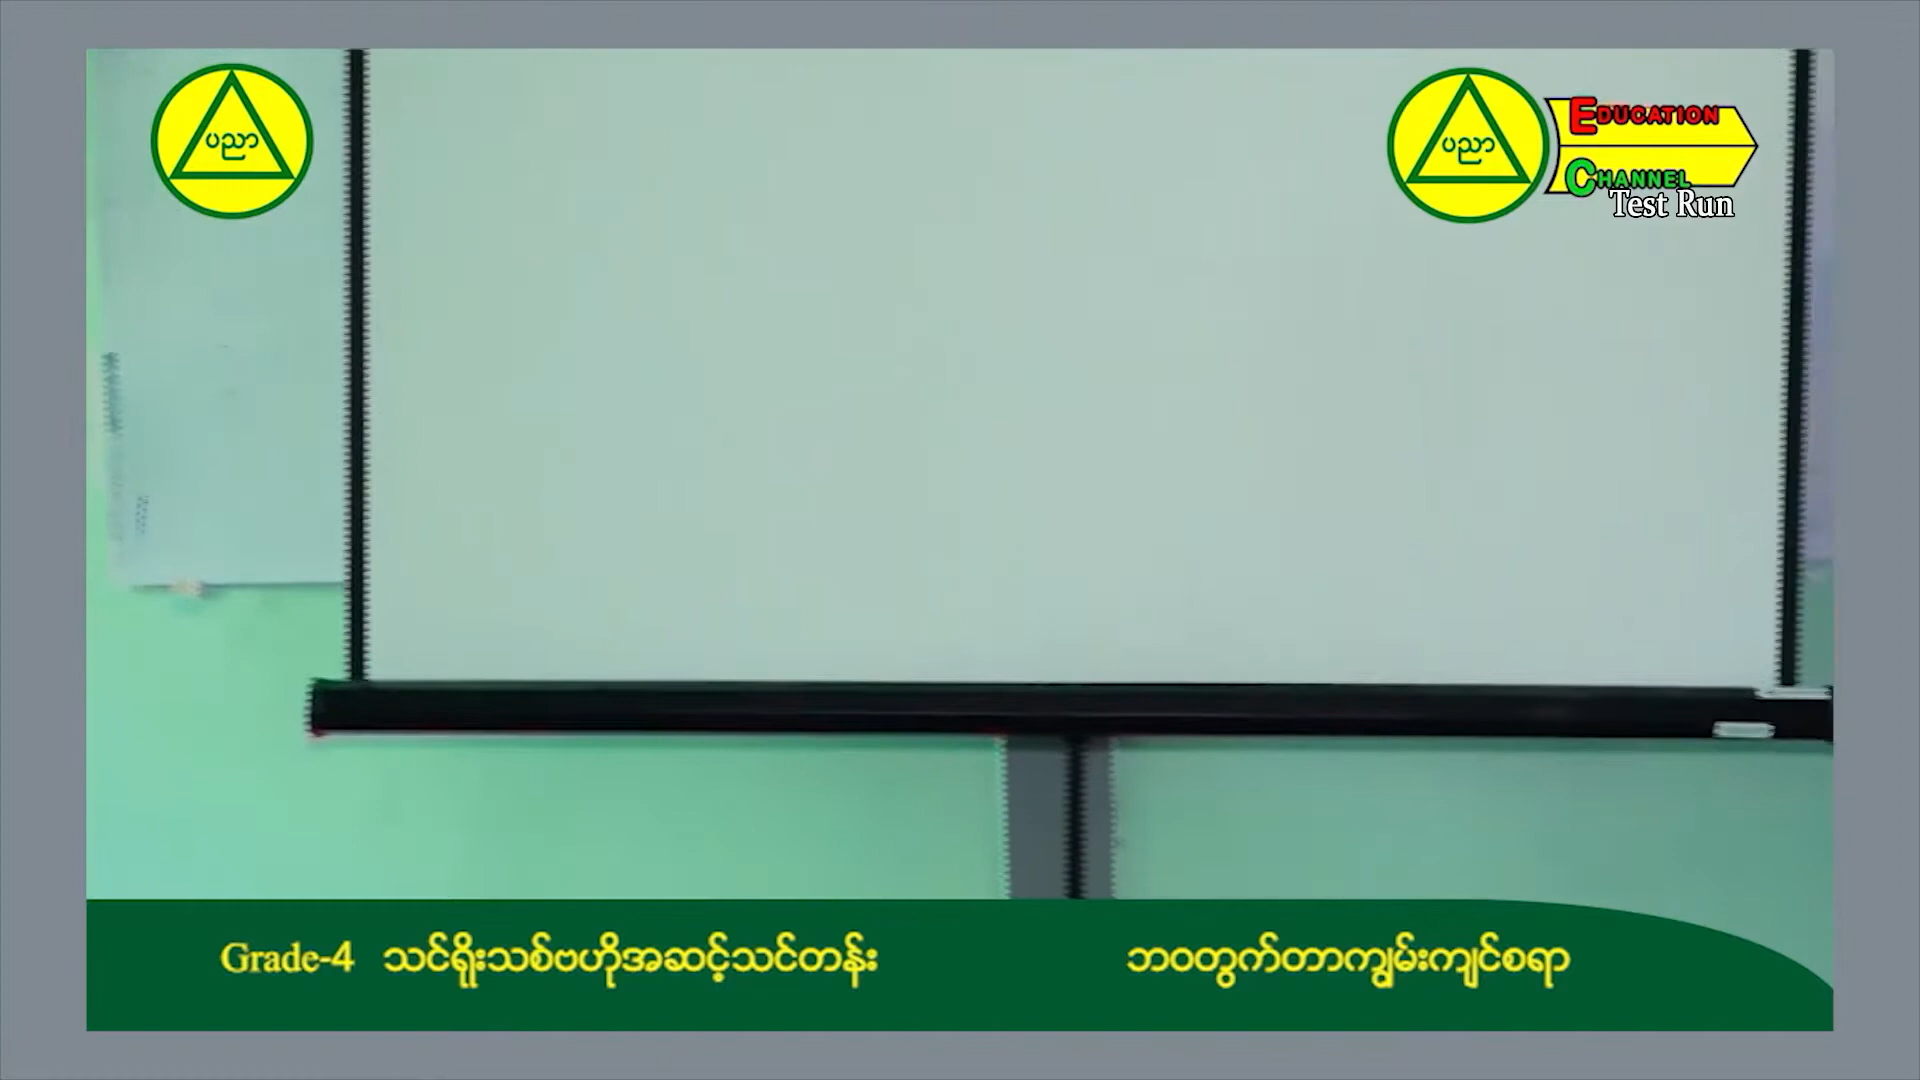 ပညာ
ပညာ
EDUCATION
CHANNEL
Test Run
Grade-4 သင်ရိုးသစ်ဗဟိုအဆင့်သင်တန်း
ဘဝတွက်တာကျွမ်းကျင်စရာ